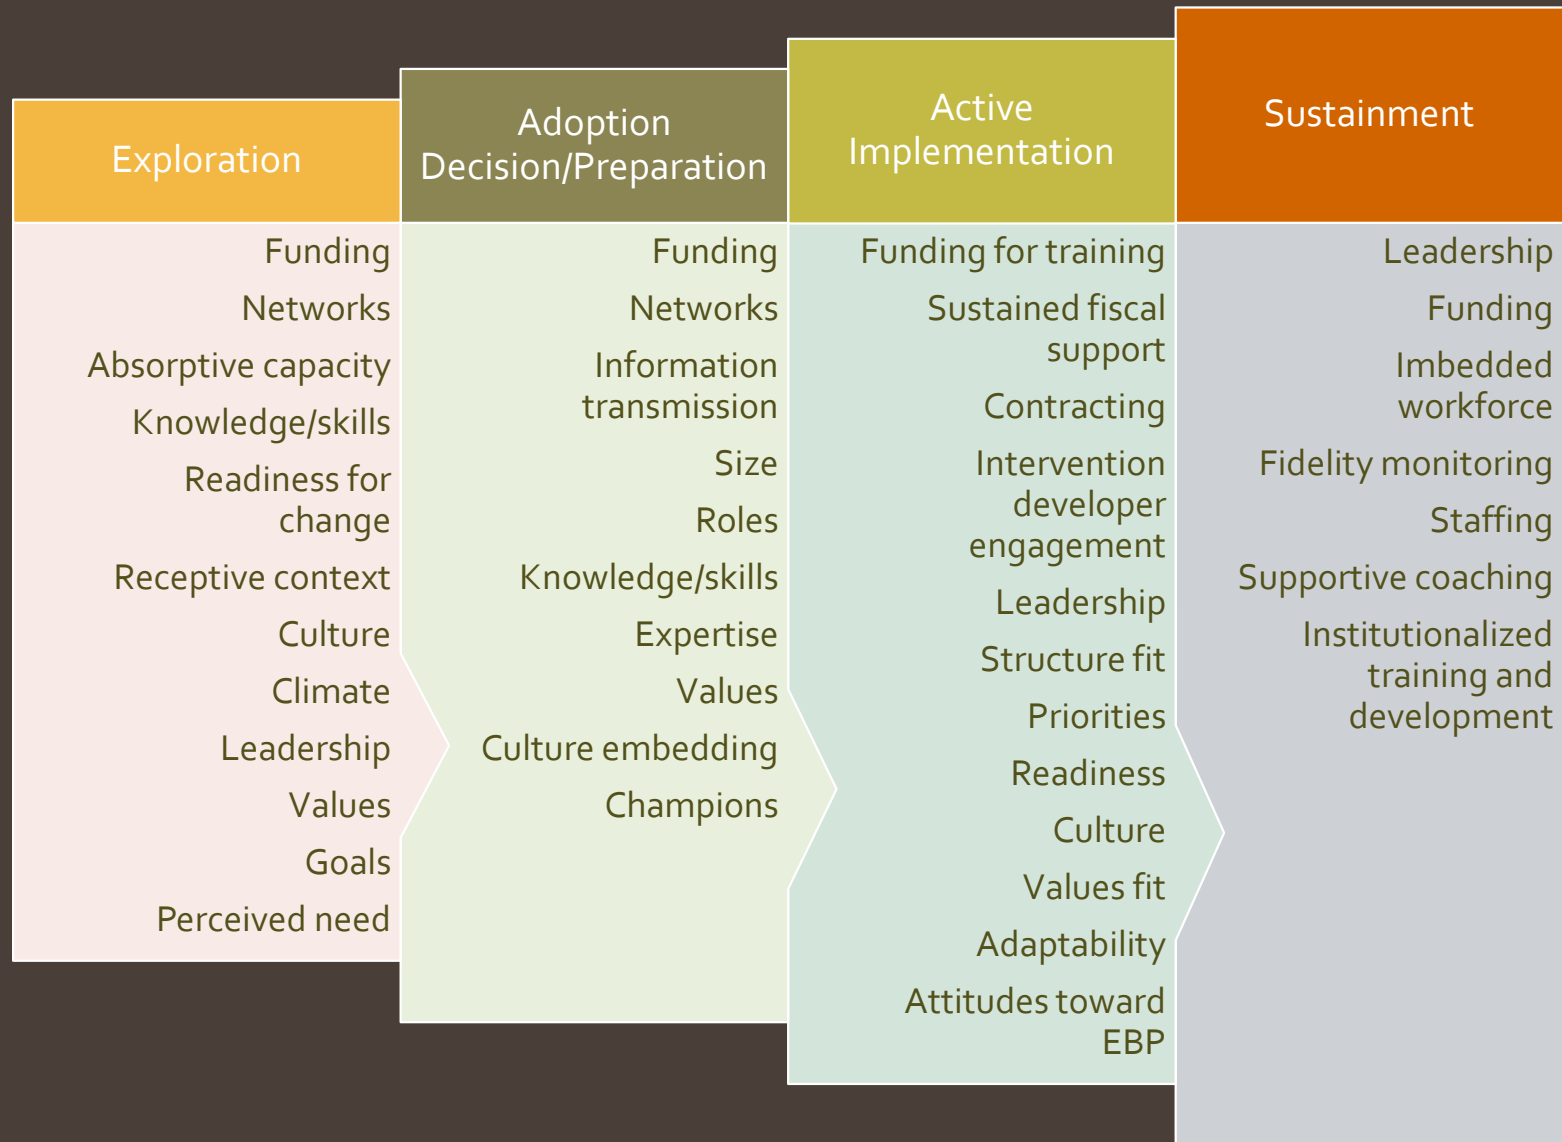 Exploration
Funding
Networks
Absorptive capacity
Knowledge/skills
Readiness for
change
Receptive context
Culture
Climate
Leadership
Values
Goals
Perceived need
Adoption
Decision/Preparation
Funding
Networks
Information
transmission
Size
Roles
Knowledge/skills
Expertise
Values
Culture embedding
Champions
Active
Implementation
Funding for training
Sustained fiscal
support
Contracting
Intervention
developer
engagement
Leadership
Structure fit
Priorities
Readiness
Culture
Values fit
Adaptability
Attitudes toward
EBP
Sustainment
Leadership
Funding
Imbedded
workforce
Fidelity monitoring
Staffing
Supportive coaching
Institutionalized
training and
development